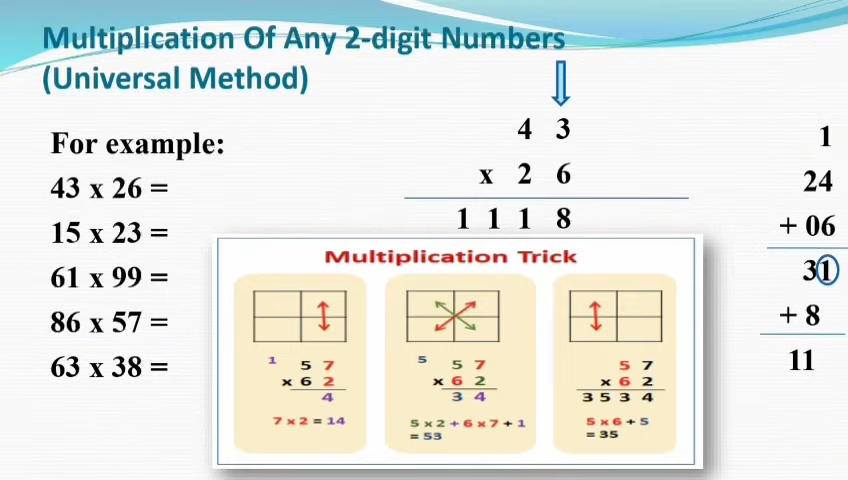 Multiplication Of Any 2-digit Numbers
(Universal Method)
For example:
43 x 26 =
15 x 23 =
61 x 99 =
86 x 57 =
63 x 38 =
4 3
x 2 6
1 1 1 8
1
24
+ 06
31
+ 8
11
Multiplication Trick
1 5 7
x 6 2
4
7 x 2 = 14
5 5 7
x 6 2
3 4
5 x 2 + 6 x 7 + 1
= 53
5 7
x 6 2
3 5 3 4
5 x 6 + 5
= 35